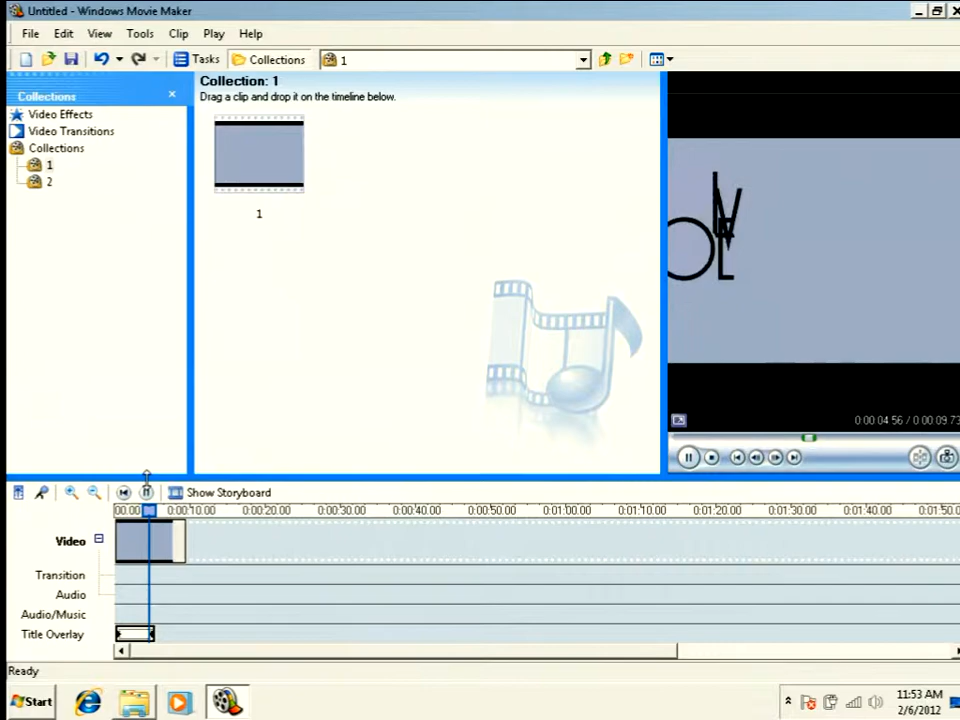 Untitled - Windows Movie Maker
File Edit View Tools Clip Play Help
Tasks Collections 1
Collections
Video Effects
Video Transitions
Collections
1
2
Collection: 1
Drag a clip and drop it on the timeline below.
1
0:00:04.56 / 0:00:09.73
Show Storyboard
00.00 0:00:10.00 0:00:20.00 0:00:30.00 0:00:40.00 0:00:50.00 0:01:00.00 0:01:10.00 0:01:20.00 0:01:30.00 0:01:40.00 0:01:50.0
Video
Transition
Audio
Audio/Music
Title Overlay
Ready
Start
11:53 AM
2/6/2012